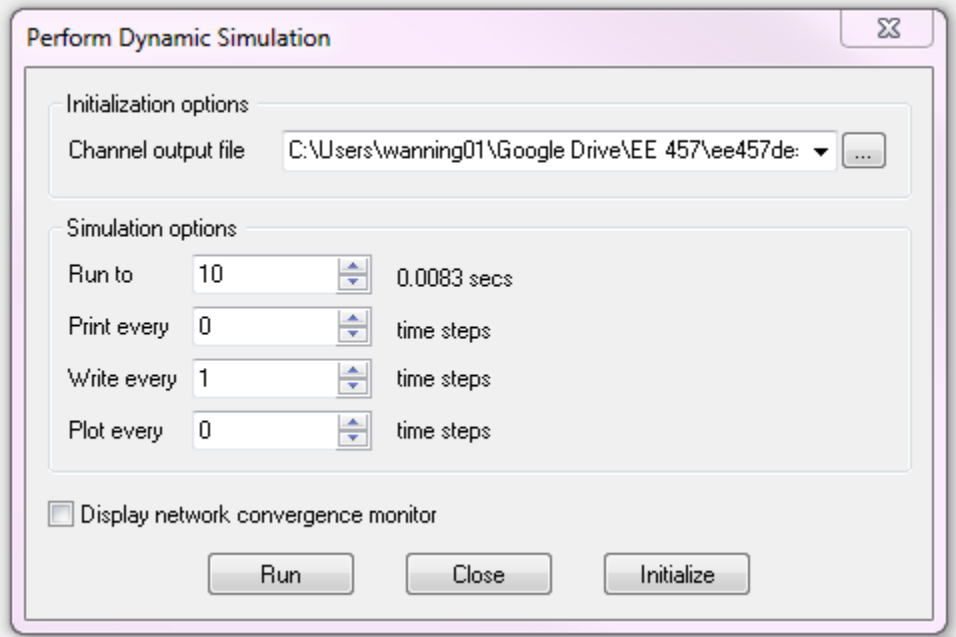 Perform Dynamic Simulation
Initialization options
Channel output file C:\Users\wanning01\Google Drive\EE 457\ee457de: ...
Simulation options
Run to 10 0.0083 secs
Print every 0 time steps
Write every 1 time steps
Plot every 0 time steps
Display network convergence monitor
Run Close Initialize